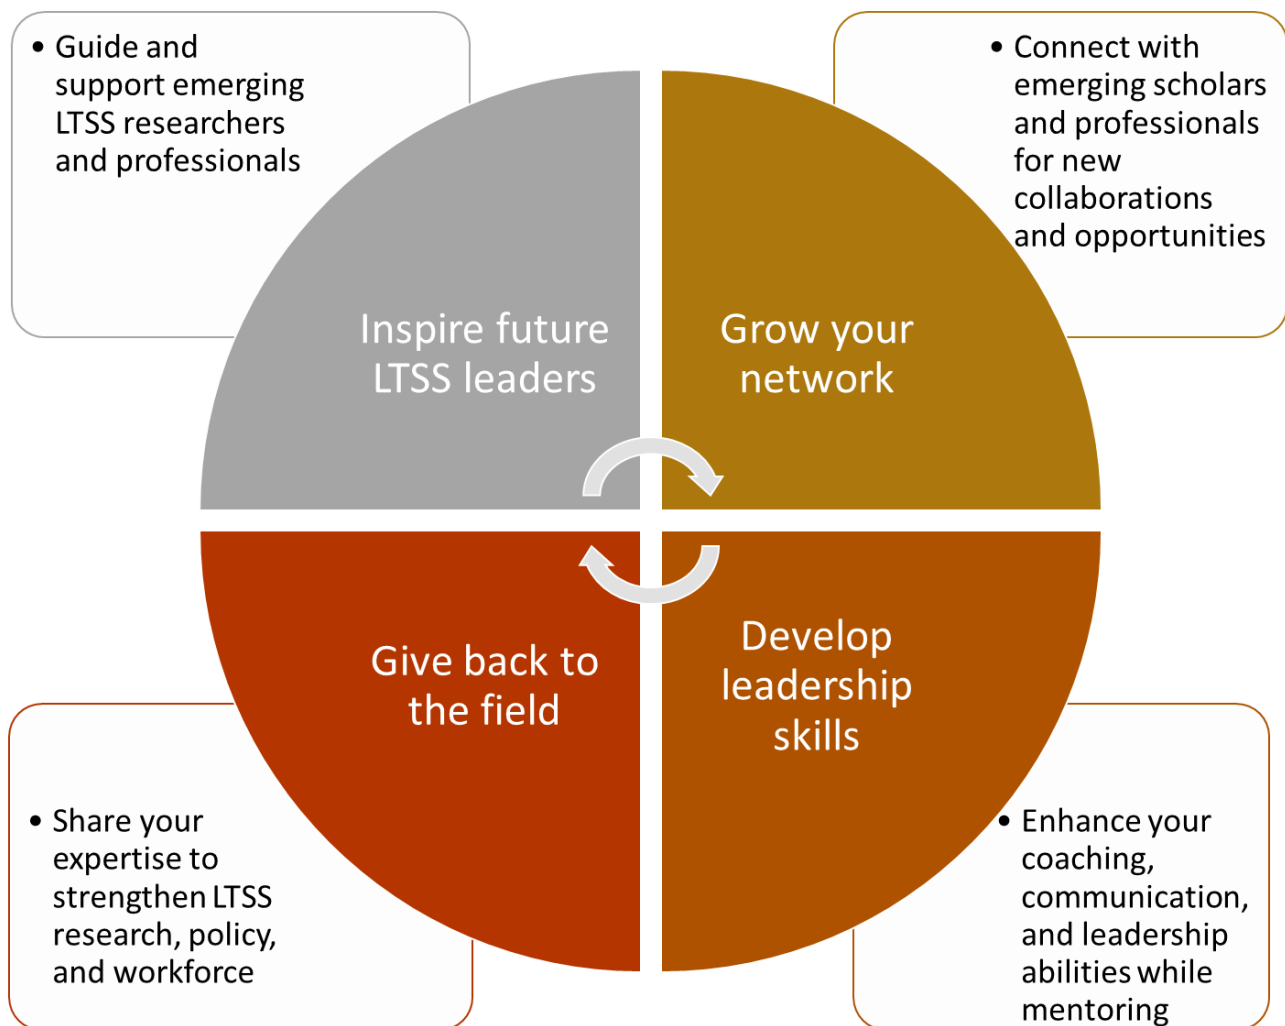 • Guide and
support emerging
LTSS researchers
and professionals
• Connect with
emerging scholars
and professionals
for new
collaborations
and opportunities
Inspire future
LTSS leaders
Grow your
network
Give back to
the field
Develop
leadership
skills
• Share your
expertise to
strengthen LTSS
research, policy,
and workforce
• Enhance your
coaching,
communication,
and leadership
abilities while
mentoring